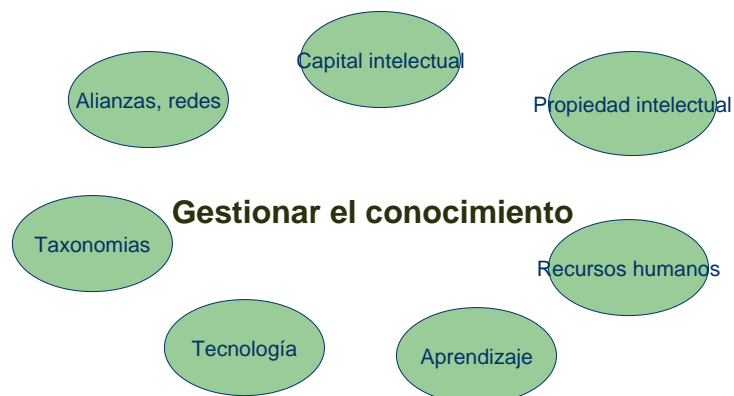 Capital intelectual
Alianzas, redes
Propiedad intelectual
Gestionar el conocimiento
Taxonomias
Recursos humanos
Tecnología
Aprendizaje